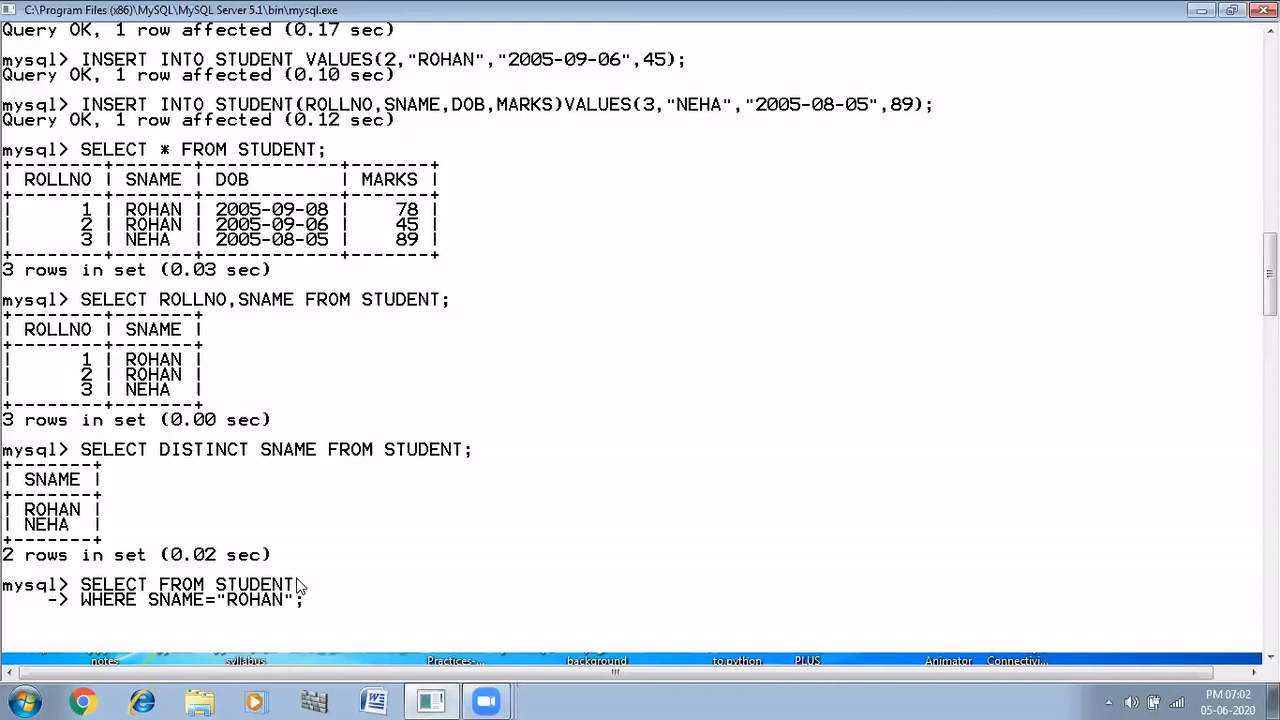 C:\Program Files (x86)\MySQL\MySQL Server 5.1\bin\mysql.exe
Query OK, 1 row affected (0.17 sec)
mysql> INSERT INTO STUDENT VALUES(2,"ROHAN","2005-09-06",45);
Query OK, 1 row affected (0.10 sec)
mysql> INSERT INTO STUDENT(ROLLNO,SNAME,DOB,MARKS)VALUES(3,"NEHA","2005-08-05",89);
Query OK, 1 row affected (0.12 sec)
mysql> SELECT * FROM STUDENT;
+--------+-------+------------+-------+
| ROLLNO | SNAME | DOB | MARKS |
+--------+-------+------------+-------+
| 1 | ROHAN | 2005-09-08 | 78 |
| 2 | ROHAN | 2005-09-06 | 45 |
| 3 | NEHA | 2005-08-05 | 89 |
+--------+-------+------------+-------+
3 rows in set (0.03 sec)
mysql> SELECT ROLLNO,SNAME FROM STUDENT;
+--------+-------+
| ROLLNO | SNAME |
+--------+-------+
| 1 | ROHAN |
| 2 | ROHAN |
| 3 | NEHA |
+--------+-------+
3 rows in set (0.00 sec)
mysql> SELECT DISTINCT SNAME FROM STUDENT;
+-------+
| SNAME |
+-------+
| ROHAN |
| NEHA |
+-------+
2 rows in set (0.02 sec)
mysql> SELECT FROM STUDENT
-> WHERE SNAME="ROHAN";
notes syllabus Practices-... background to python PLUS Animator Connectivi...
PM 07:02
05-06-2020